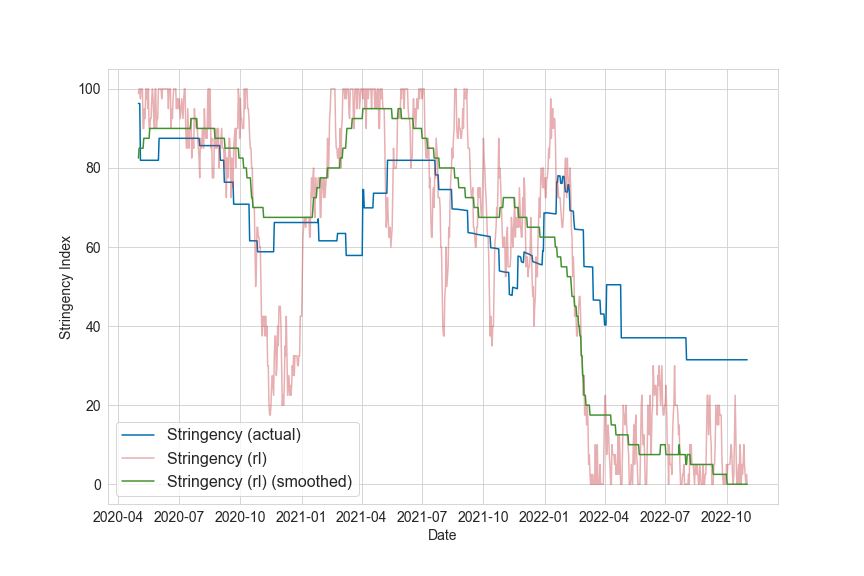 100
80
60
40
20
0
Stringency Index
Stringency (actual)
Stringency (rl)
Stringency (rl) (smoothed)
2020-04 2020-07 2020-10 2021-01 2021-04 2021-07 2021-10 2022-01 2022-04 2022-07 2022-10
Date